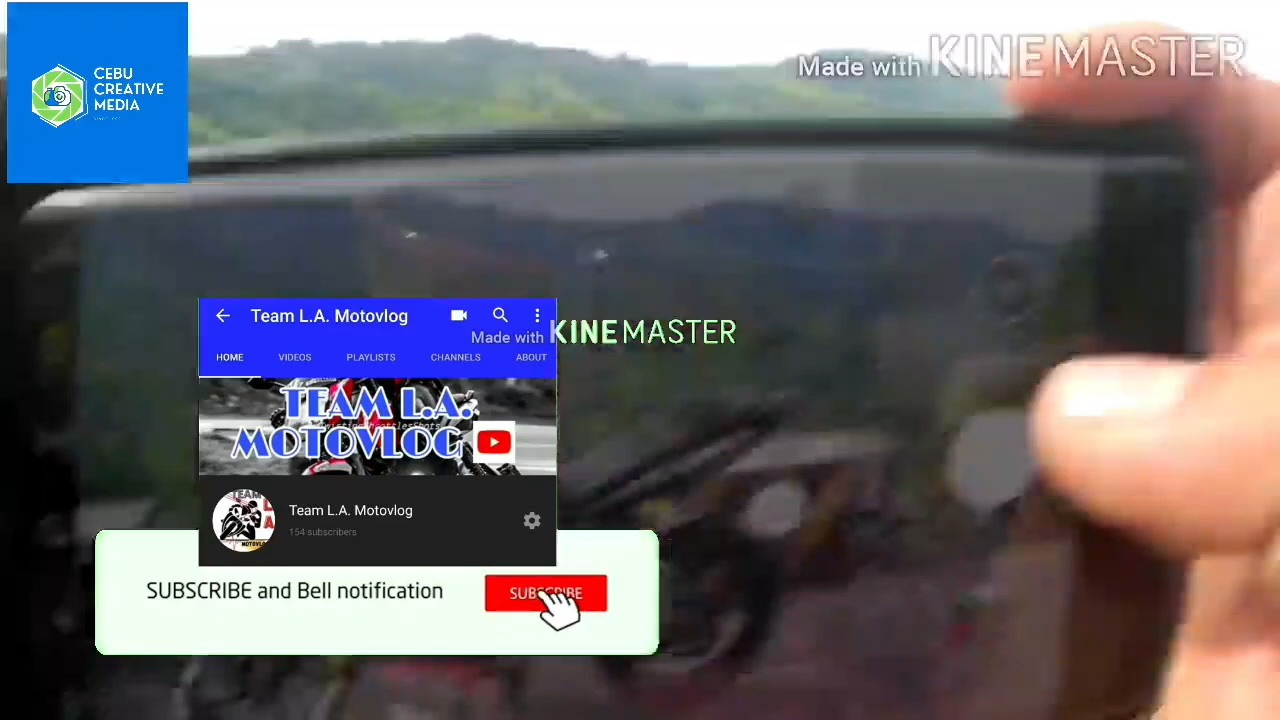 CEBU
CREATIVE
MEDIA
Made with KINEMASTER
Team L.A. Motovlog
Made with KINEMASTER
HOME VIDEOS PLAYLISTS CHANNELS ABOUT
TEAM L.A.
MOTOVLOG
Team L.A. Motovlog
154 subscribers
SUBSCRIBE and Bell notification
SUBSCRIBE